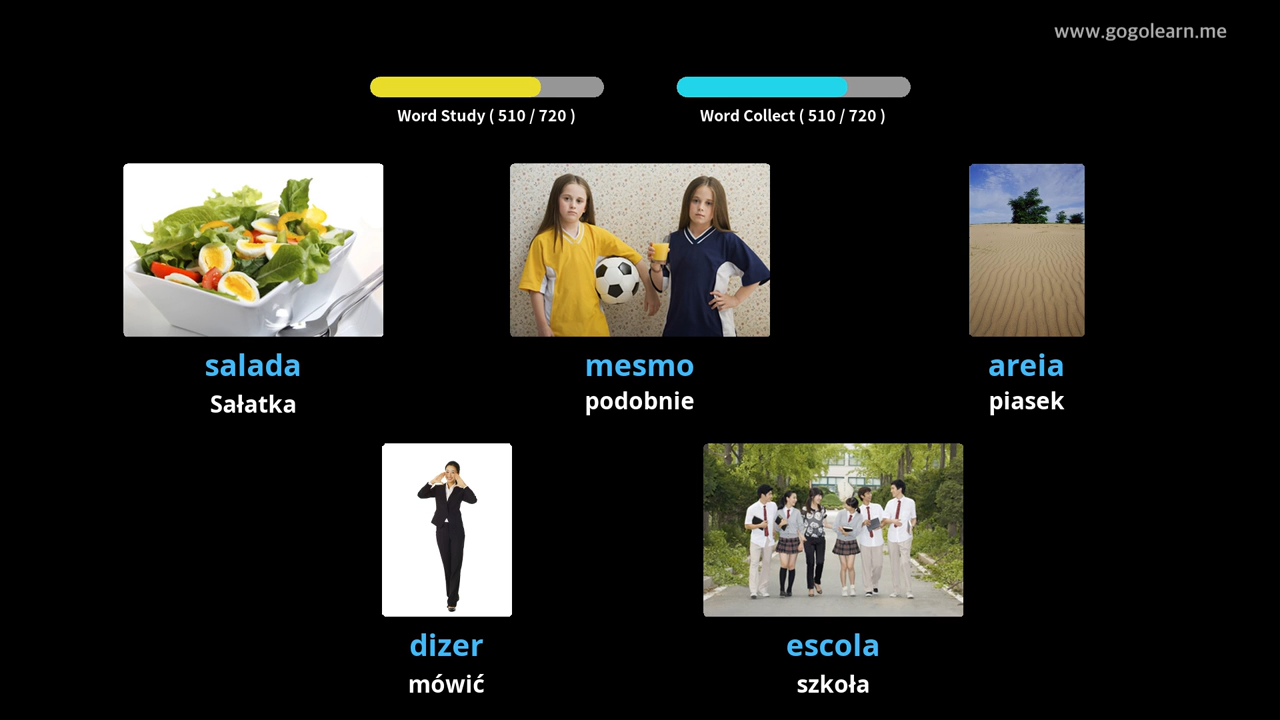 www.gogolearn.me
Word Study ( 510 / 720 )
Word Collect ( 510 / 720 )
salada
Sałatka
mesmo
podobnie
areia
piasek
dizer
mówić
escola
szkoła